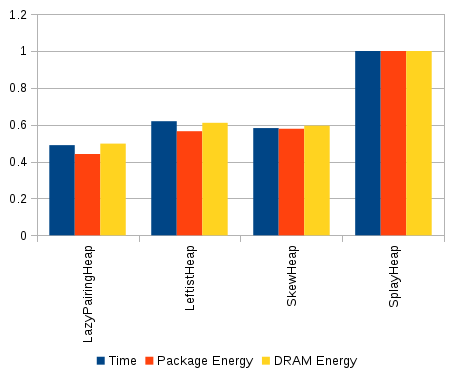 1.2
1
0.8
0.6
0.4
0.2
0
LazyPairingHeap
LeftistHeap
SkewHeap
SplayHeap
Time Package Energy DRAM Energy